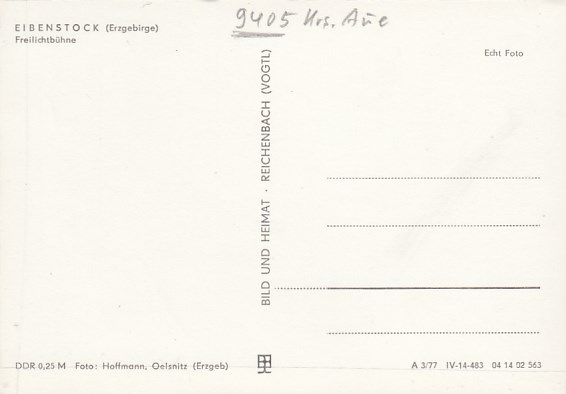 9405 Krs. Aue
EIBENSTOCK (Erzgebirge)
Freilichtbühne
Echt Foto
BILD UND HEIMAT · REICHENBACH (VOGTL)
DDR 0,25 M Foto: Hoffmann, Oelsnitz (Erzgeb)
A 3/77 IV-14-483 04 14 02 563